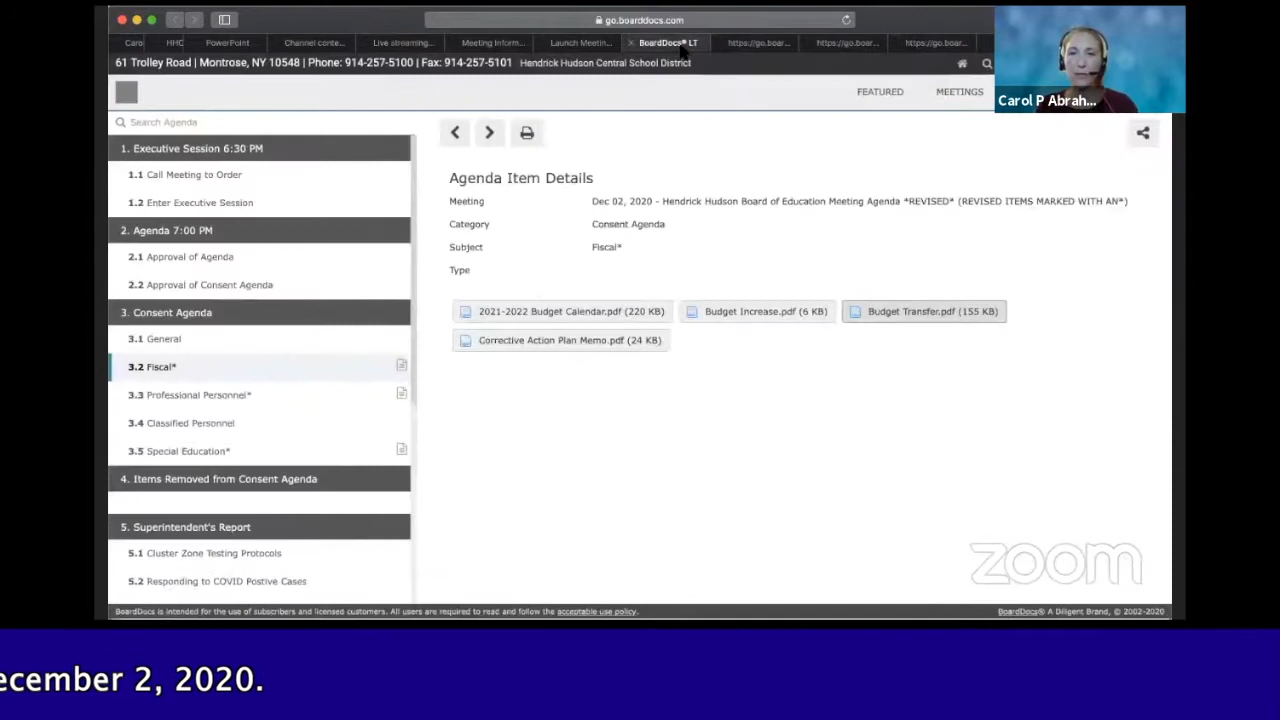 go.boarddocs.com
Caro
HHC
PowerPoint
Channel conte...
Live streaming...
Meeting Inform...
Launch Meetin...
BoardDocs® LT
https://go.boar...
https://go.boar...
https://go.boar...
61 Trolley Road | Montrose, NY 10548 | Phone: 914-257-5100 | Fax: 914-257-5101 Hendrick Hudson Central School District
FEATURED
MEETINGS
Carol P Abrah...
Search Agenda
1. Executive Session 6:30 PM
1.1 Call Meeting to Order
1.2 Enter Executive Session
2. Agenda 7:00 PM
2.1 Approval of Agenda
2.2 Approval of Consent Agenda
3. Consent Agenda
3.1 General
3.2 Fiscal*
3.3 Professional Personnel*
3.4 Classified Personnel
3.5 Special Education*
4. Items Removed from Consent Agenda
5. Superintendent's Report
5.1 Cluster Zone Testing Protocols
5.2 Responding to COVID Postive Cases
Agenda Item Details
Meeting Dec 02, 2020 - Hendrick Hudson Board of Education Meeting Agenda *REVISED* (REVISED ITEMS MARKED WITH AN*)
Category Consent Agenda
Subject Fiscal*
Type
2021-2022 Budget Calendar.pdf (220 KB)
Budget Increase.pdf (6 KB)
Budget Transfer.pdf (155 KB)
Corrective Action Plan Memo.pdf (24 KB)
zoom
BoardDocs is intended for the use of subscribers and licensed customers. All users are required to read and follow the acceptable use policy.
BoardDocs® A Diligent Brand, © 2002-2020
ecember 2, 2020.